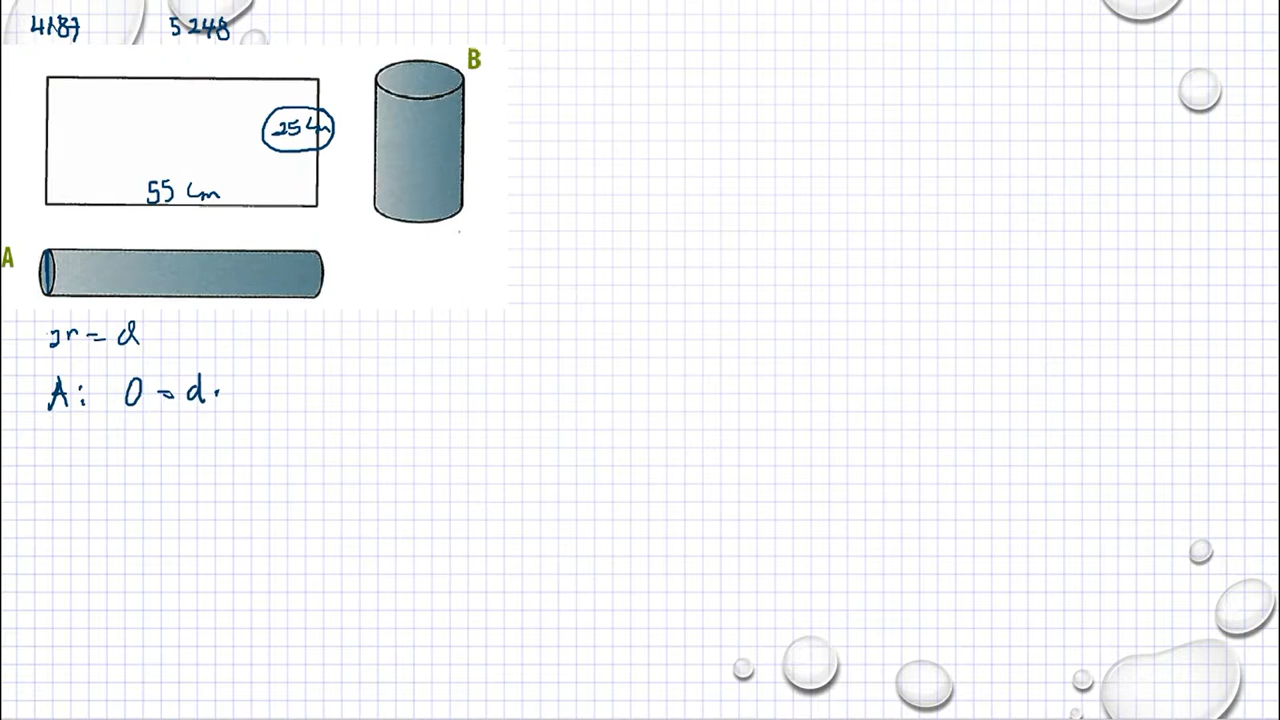 4187 5248
B
25 cm
55 cm
A
2r = d
A: O = d.